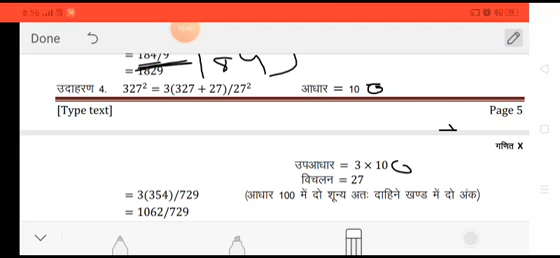 8:56
Done
= 184/9
= 1829
184
उदाहरण 4. 327² = 3(327 + 27)/27² आधार = 10
[Type text] Page 5
गणित X
उपआधार = 3 × 10
विचलन = 27
= 3(354)/729 (आधार 100 में दो शून्य अतः दाहिने खण्ड में दो अंक)
= 1062/729